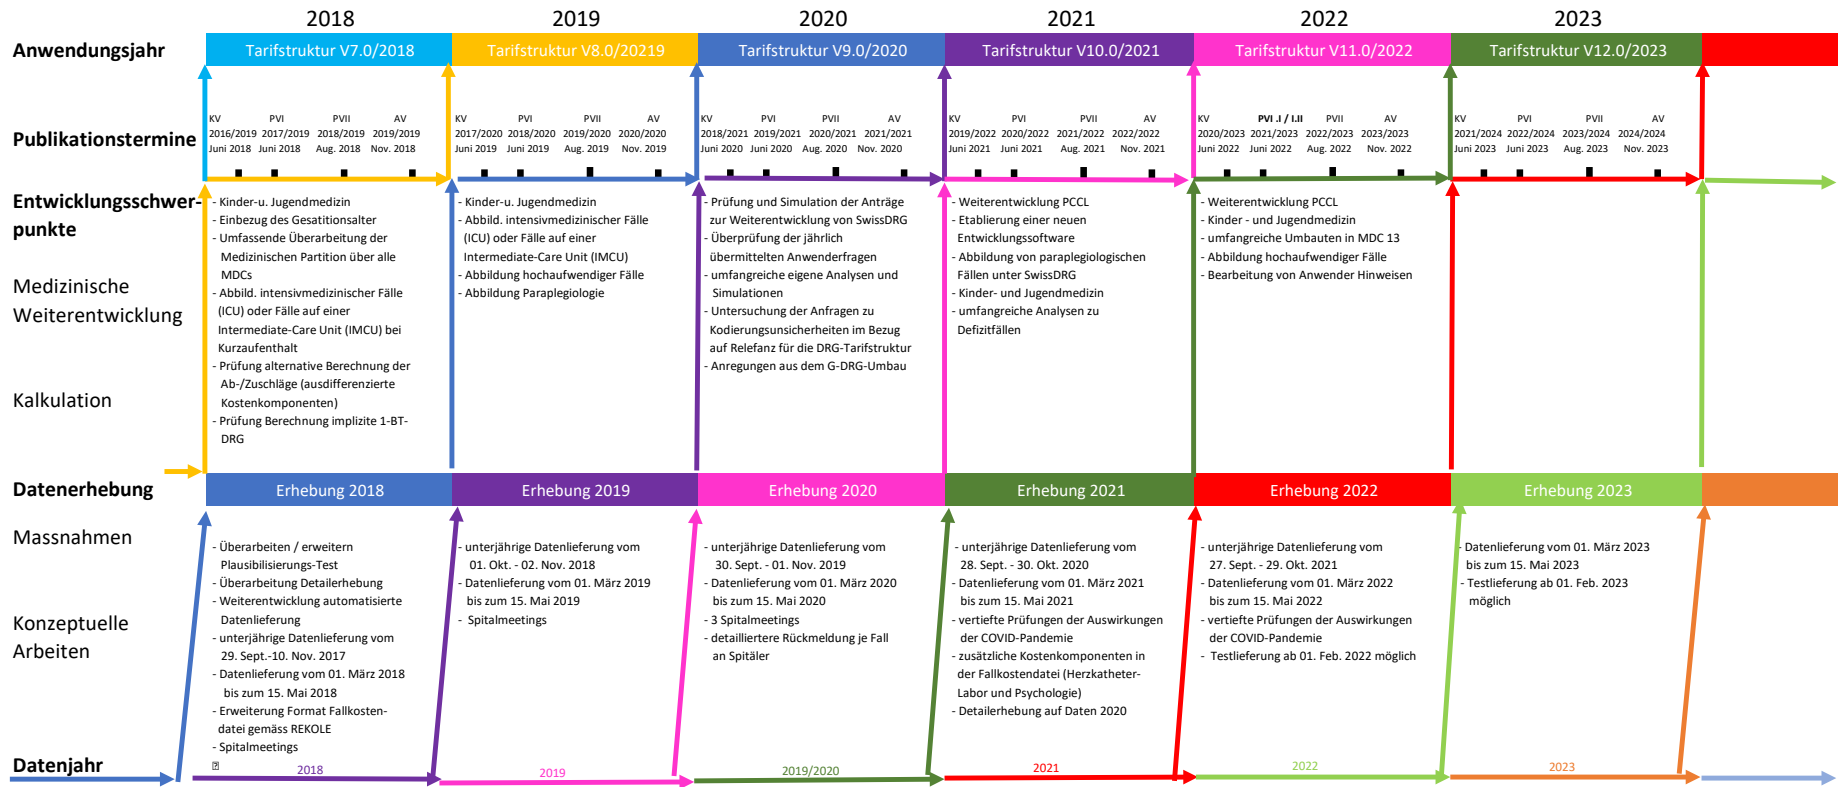 2018
2019
2020
2021
2022
2023
Anwendungsjahr
Tarifstruktur V7.0/2018
Tarifstruktur V8.0/20219
Tarifstruktur V9.0/2020
Tarifstruktur V10.0/2021
Tarifstruktur V11.0/2022
Tarifstruktur V12.0/2023
Publikationstermine
KV PVI PVII AV
2016/2019 2017/2019 2018/2019 2019/2019
Juni 2018 Juni 2018 Aug. 2018 Nov. 2018
KV PVI PVII AV
2017/2020 2018/2020 2019/2020 2020/2020
Juni 2019 Juni 2019 Aug. 2019 Nov. 2019
KV PVI PVII AV
2018/2021 2019/2021 2020/2021 2021/2021
Juni 2020 Juni 2020 Aug. 2020 Nov. 2020
KV PVI PVII AV
2019/2022 2020/2022 2021/2022 2022/2022
Juni 2021 Juni 2021 Aug. 2021 Nov. 2021
KV PVI .I / I.II PVII AV
2020/2023 2021/2023 2022/2023 2023/2023
Juni 2022 Juni 2022 Aug. 2022 Nov. 2022
KV PVI PVII AV
2021/2024 2022/2024 2023/2024 2024/2024
Juni 2023 Juni 2023 Aug. 2023 Nov. 2023
Entwicklungsschwer-
punkte
Medizinische
Weiterentwicklung
Kalkulation
- Kinder-u. Jugendmedizin
- Einbezug des Gesatitionsalter
- Umfassende Überarbeitung der
Medizinischen Partition über alle
MDCs
- Abbild. intensivmedizinischer Fälle
(ICU) oder Fälle auf einer
Intermediate-Care Unit (IMCU) bei
Kurzaufenthalt
- Prüfung alternative Berechnung der
Ab-/Zuschläge (ausdifferenzierte
Kostenkomponenten)
- Prüfung Berechnung implizite 1-BT-
DRG
- Kinder-u. Jugendmedizin
- Abbild. intensivmedizinischer Fälle
(ICU) oder Fälle auf einer
Intermediate-Care Unit (IMCU)
- Abbildung hochaufwendiger Fälle
- Abbildung Paraplegiologie
- Prüfung und Simulation der Anträge
zur Weiterentwicklung von SwissDRG
- Überprüfung der jährlich
übermittelten Anwenderfragen
- umfangreiche eigene Analysen und
Simulationen
- Untersuchung der Anfragen zu
Kodierungsunsicherheiten im Bezug
auf Relefanz für die DRG-Tarifstruktur
- Anregungen aus dem G-DRG-Umbau
- Weiterentwicklung PCCL
- Etablierung einer neuen
Entwicklungssoftware
- Abbildung von paraplegiologischen
Fällen unter SwissDRG
- Kinder- und Jugendmedizin
- umfangreiche Analysen zu
Defizitfällen
- Weiterentwicklung PCCL
- Kinder - und Jugendmedizin
- umfangreiche Umbauten in MDC 13
- Abbildung hochaufwendiger Fälle
- Bearbeitung von Anwender Hinweisen
Datenerhebung
Erhebung 2018
Erhebung 2019
Erhebung 2020
Erhebung 2021
Erhebung 2022
Erhebung 2023
Massnahmen
Konzeptuelle
Arbeiten
- Überarbeiten / erweitern
Plausibilisierungs-Test
- Überarbeitung Detailerhebung
- Weiterentwicklung automatisierte
Datenlieferung
- unterjährige Datenlieferung vom
29. Sept.-10. Nov. 2017
- Datenlieferung vom 01. März 2018
bis zum 15. Mai 2018
- Erweiterung Format Fallkosten-
datei gemäss REKOLE
- Spitalmeetings
- unterjährige Datenlieferung vom
01. Okt. - 02. Nov. 2018
- Datenlieferung vom 01. März 2019
bis zum 15. Mai 2019
- Spitalmeetings
- unterjährige Datenlieferung vom
30. Sept. - 01. Nov. 2019
- Datenlieferung vom 01. März 2020
bis zum 15. Mai 2020
- 3 Spitalmeetings
- detailliertere Rückmeldung je Fall
an Spitäler
- unterjährige Datenlieferung vom
28. Sept. - 30. Okt. 2020
- Datenlieferung vom 01. März 2021
bis zum 15. Mai 2021
- vertiefte Prüfungen der Auswirkungen
der COVID-Pandemie
- zusätzliche Kostenkomponenten in
der Fallkostendatei (Herzkatheter-
Labor und Psychologie)
- Detailerhebung auf Daten 2020
- unterjährige Datenlieferung vom
27. Sept. - 29. Okt. 2021
- Datenlieferung vom 01. März 2022
bis zum 15. Mai 2022
- vertiefte Prüfungen der Auswirkungen
der COVID-Pandemie
- Testlieferung ab 01. Feb. 2022 möglich
- Datenlieferung vom 01. März 2023
bis zum 15. Mai 2023
- Testlieferung ab 01. Feb. 2023
möglich
Datenjahr
2018
2019
2019/2020
2021
2022
2023